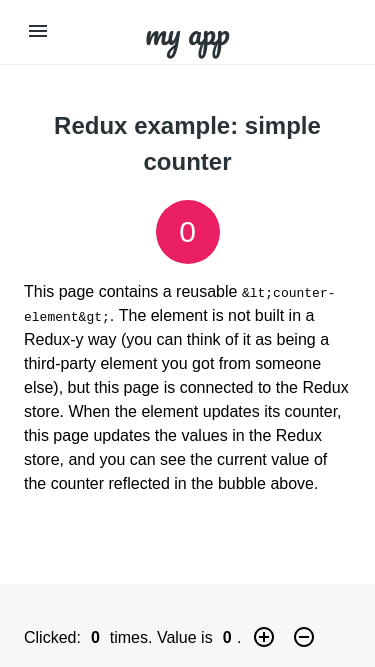 my app
Redux example: simple
counter
0
This page contains a reusable &lt;counter-
element&gt;. The element is not built in a
Redux-y way (you can think of it as being a
third-party element you got from someone
else), but this page is connected to the Redux
store. When the element updates its counter,
this page updates the values in the Redux
store, and you can see the current value of
the counter reflected in the bubble above.
Clicked: 0 times. Value is 0.